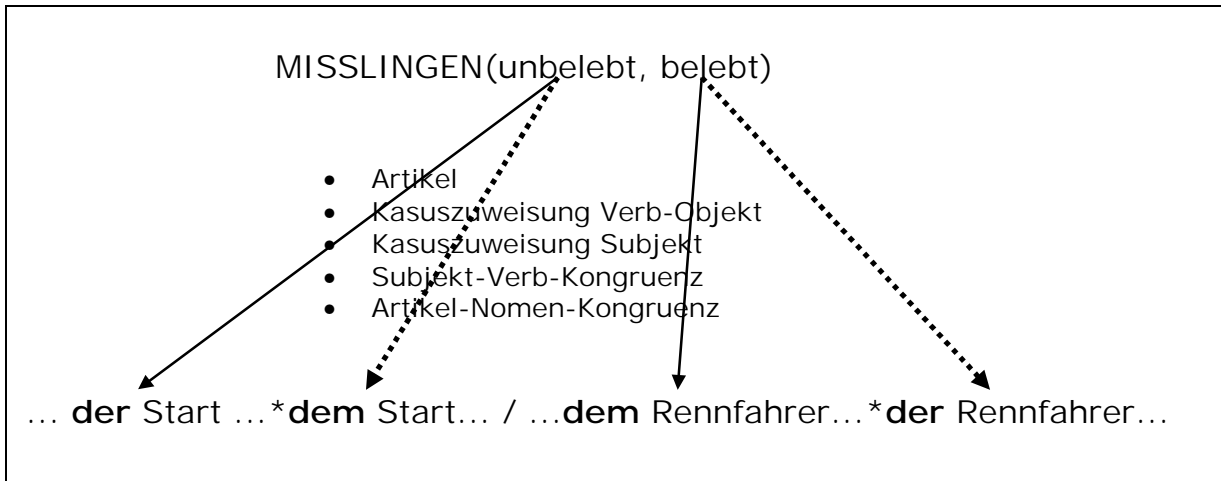 MISSLINGEN(unbelebt, belebt)
• Artikel
• Kasuszuweisung Verb-Objekt
• Kasuszuweisung Subjekt
• Subjekt-Verb-Kongruenz
• Artikel-Nomen-Kongruenz
... der Start ...*dem Start... / ...dem Rennfahrer...*der Rennfahrer...